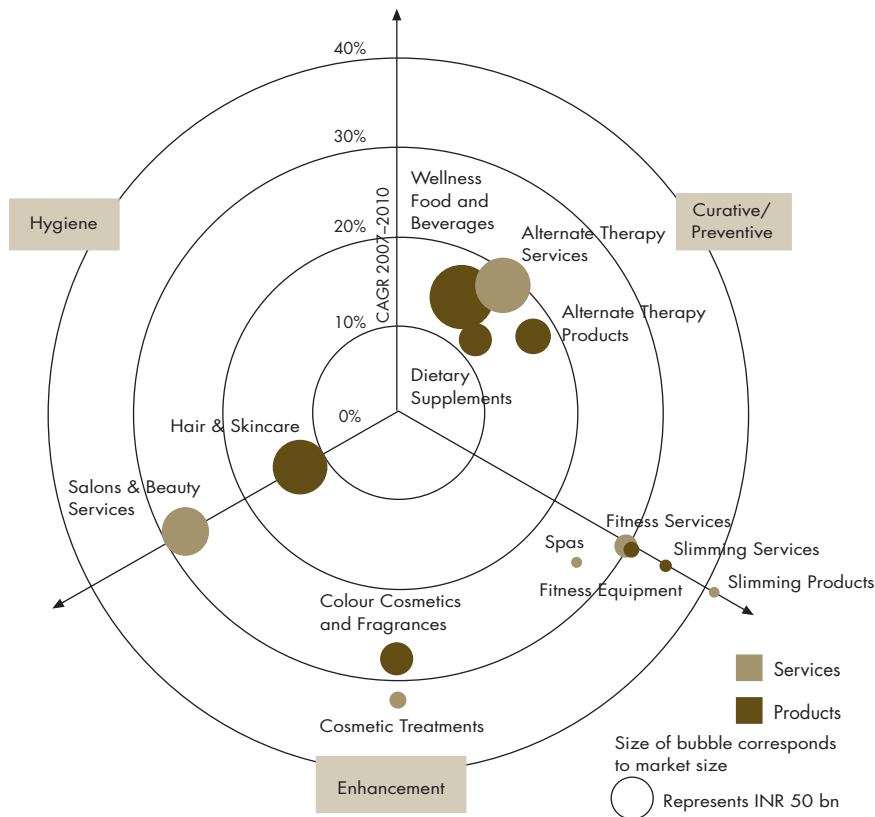 40%
30%
Wellness
Food and
Beverages
Hygiene
Curative/
Preventive
20%
CAGR 2007–2010
Alternate Therapy
Services
10%
Alternate Therapy
Products
Dietary
Supplements
0%
Hair & Skincare
Salons & Beauty
Services
Fitness Services
Spas
Slimming Services
Fitness Equipment
Slimming Products
Colour Cosmetics
and Fragrances
Services
Products
Cosmetic Treatments
Size of bubble corresponds
to market size
Enhancement
Represents INR 50 bn